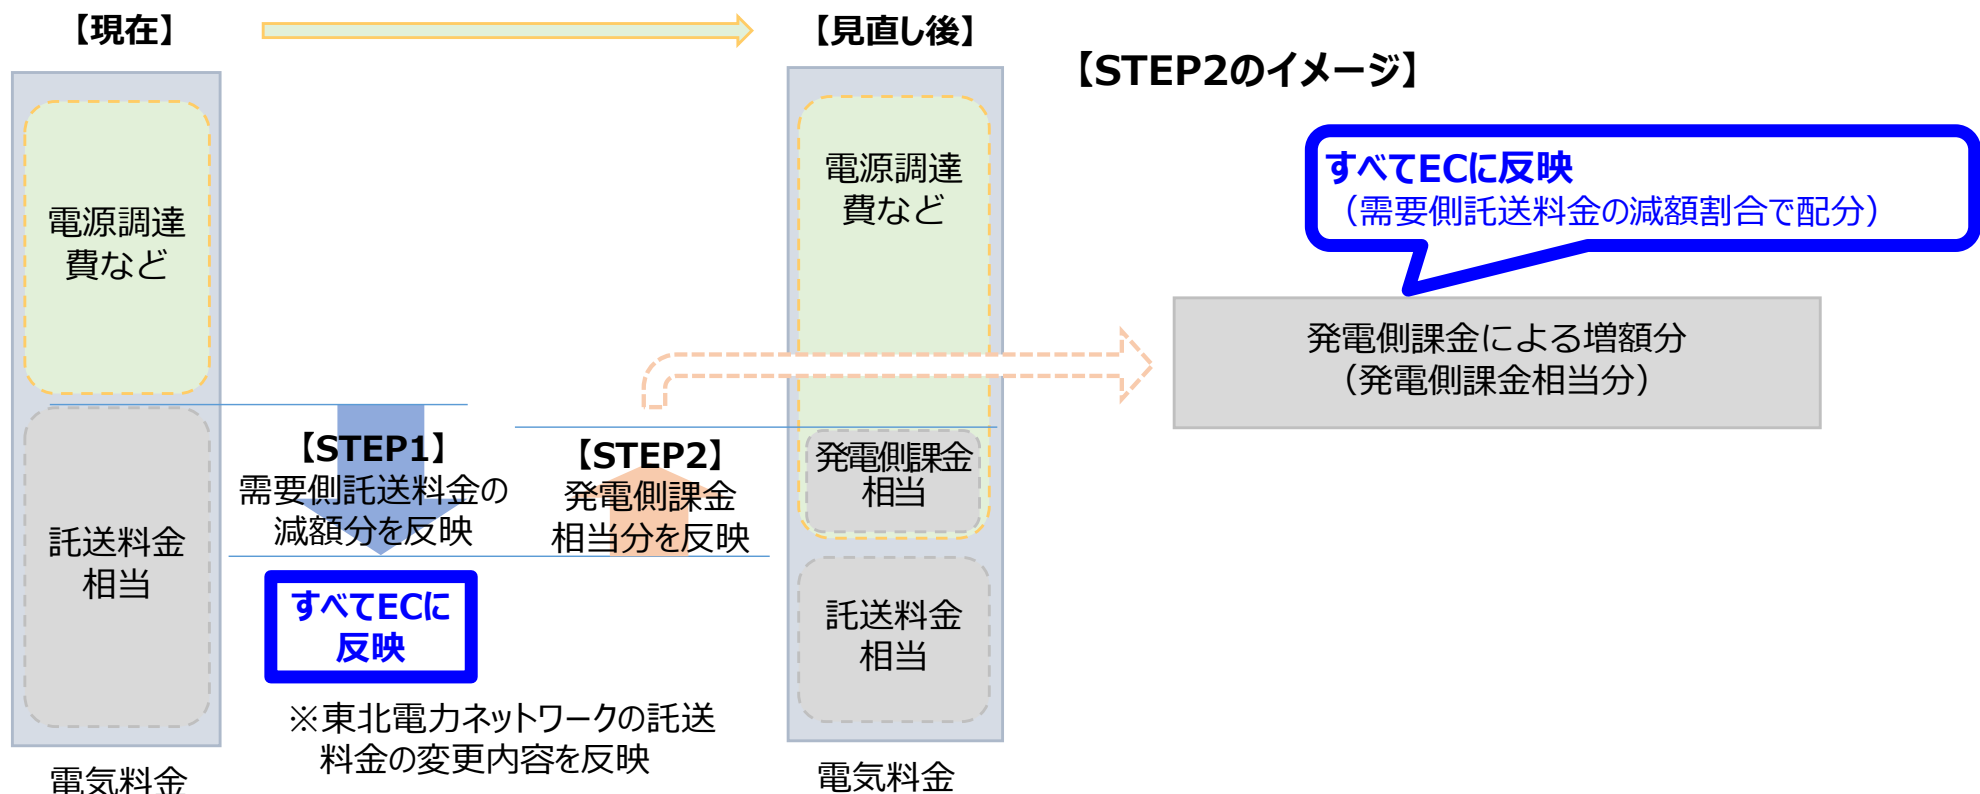 【現在】
【見直し後】
【STEP2のイメージ】
電源調達
費など
託送料金
相当
電気料金
【STEP1】
需要側託送料金の
減額分を反映
すべてECに
反映
※東北電力ネットワークの託送
料金の変更内容を反映
【STEP2】
発電側課金
相当分を反映
電源調達
費など
発電側課金
相当
託送料金
相当
電気料金
すべてECに反映
（需要側託送料金の減額割合で配分）
発電側課金による増額分
（発電側課金相当分）